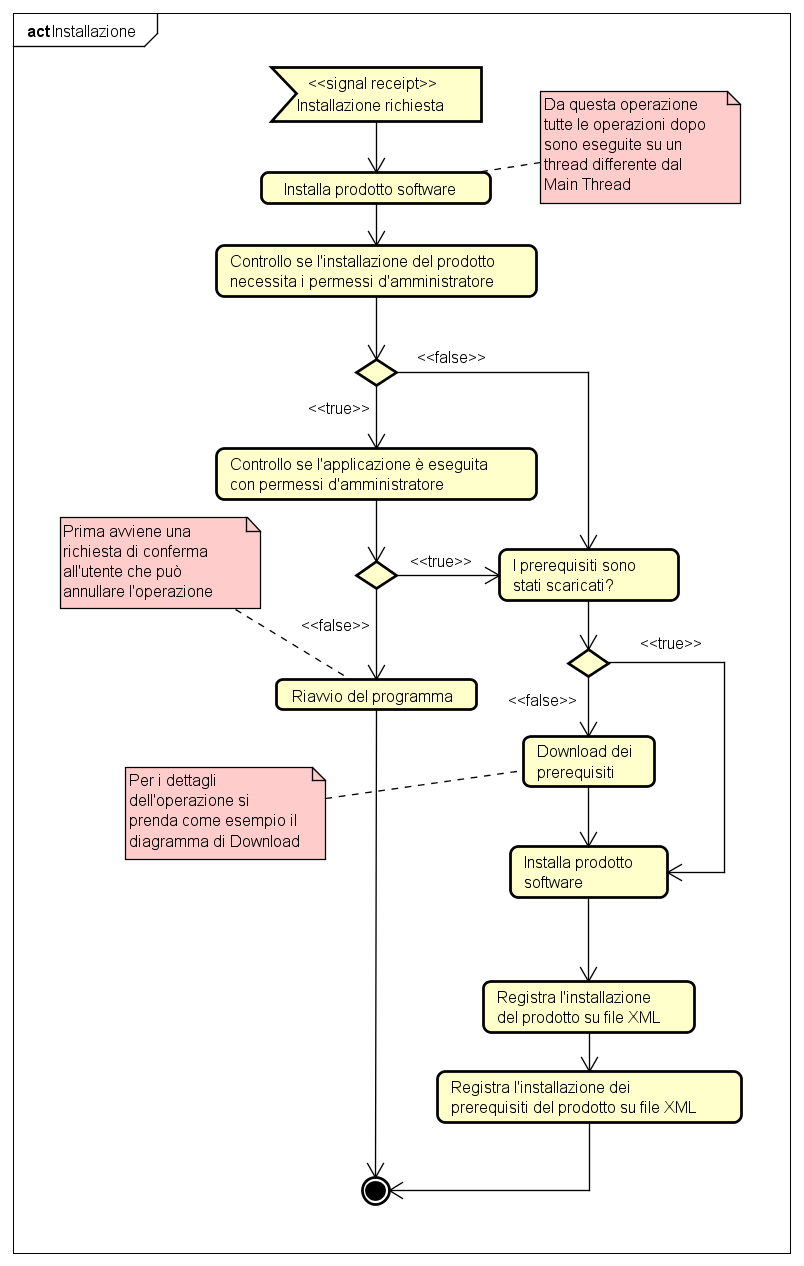 act Installazione
<<signal receipt>>
Installazione richiesta
Da questa operazione
tutte le operazioni dopo
sono eseguite su un
thread differente dal
Main Thread
Installa prodotto software
Controllo se l'installazione del prodotto
necessita i permessi d'amministratore
<<false>>
<<true>>
Controllo se l'applicazione è eseguita
con permessi d'amministratore
Prima avviene una
richiesta di conferma
all'utente che può
annullare l'operazione
<<true>>
I prerequisiti sono
stati scaricati?
<<false>>
<<true>>
Riavvio del programma
<<false>>
Download dei
prerequisiti
Per i dettagli
dell'operazione si
prenda come esempio il
diagramma di Download
Installa prodotto
software
Registra l'installazione
del prodotto su file XML
Registra l'installazione dei
prerequisiti del prodotto su file XML